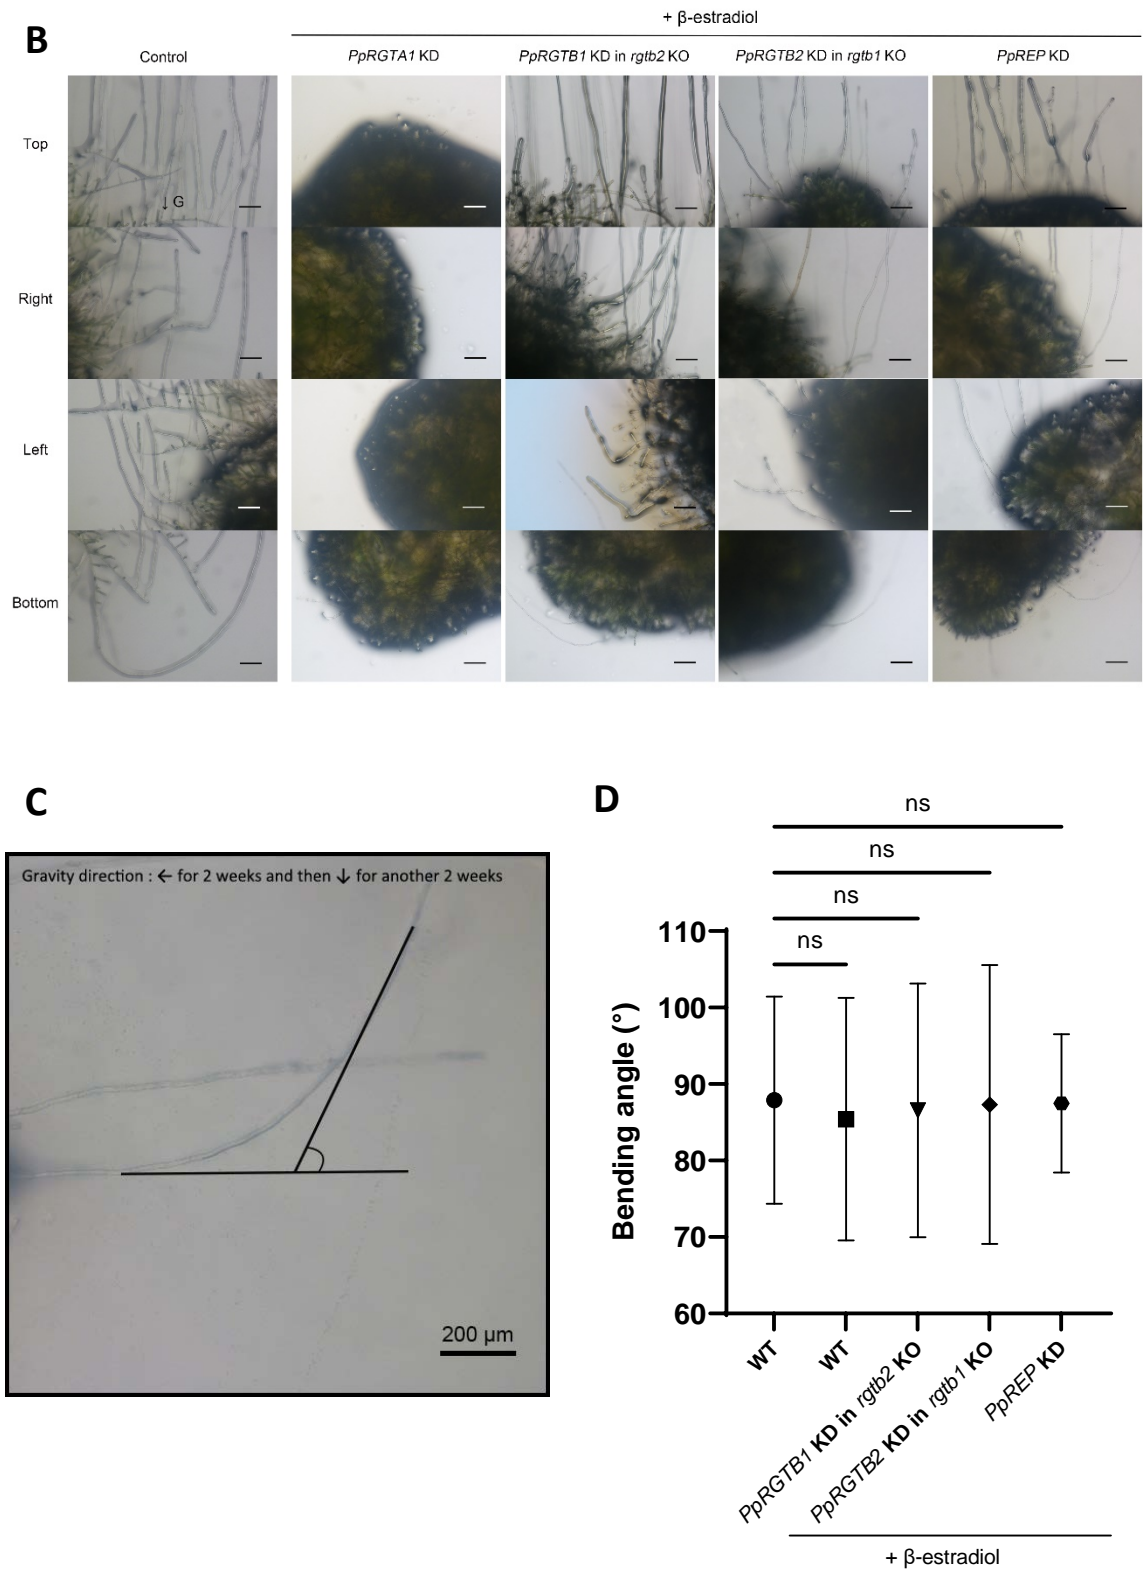 B
+ β-estradiol
Control
PpRGTA1 KD
PpRGTB1 KD in rgtb2 KO
PpRGTB2 KD in rgtb1 KO
PpREP KD
Top
↓ G
Right
Left
Bottom
C
Gravity direction : ← for 2 weeks and then ↓ for another 2 weeks
200 µm
D
ns
ns
ns
ns
Bending angle (°)
110
100
90
80
70
60
WT
WT
PpRGTB1 KD in rgtb2 KO
PpRGTB2 KD in rgtb1 KO
PpREP KD
+ β-estradiol